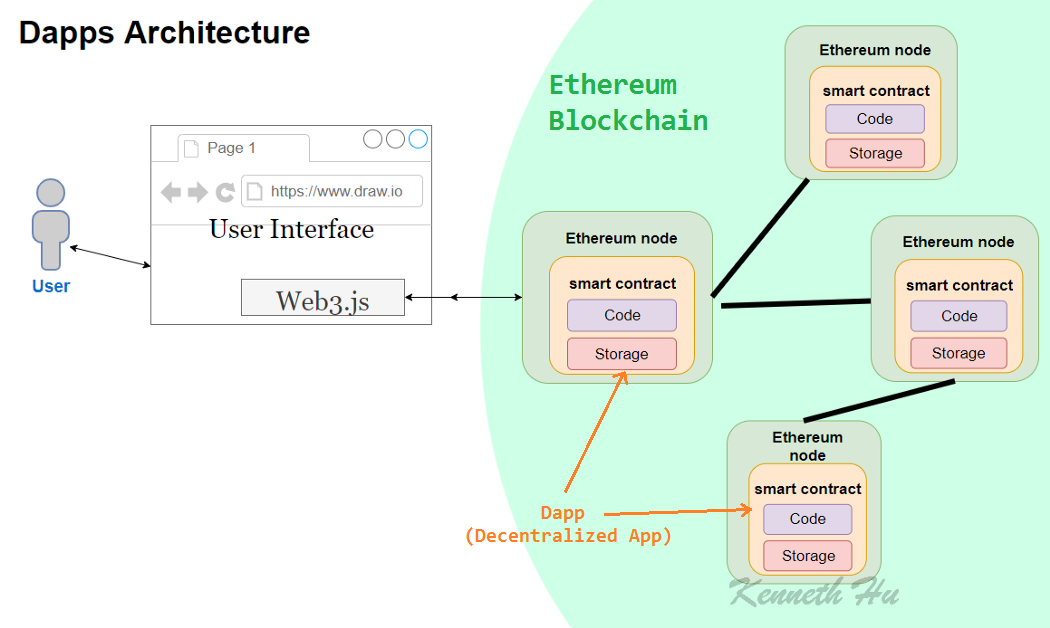 Dapps Architecture
Ethereum
Blockchain
Page 1
https://www.draw.io
User Interface
Web3.js
User
Ethereum node
smart contract
Code
Storage
Ethereum node
smart contract
Code
Storage
Ethereum node
smart contract
Code
Storage
Ethereum
node
smart contract
Code
Storage
Dapp
(Decentralized App)
Kenneth Hu